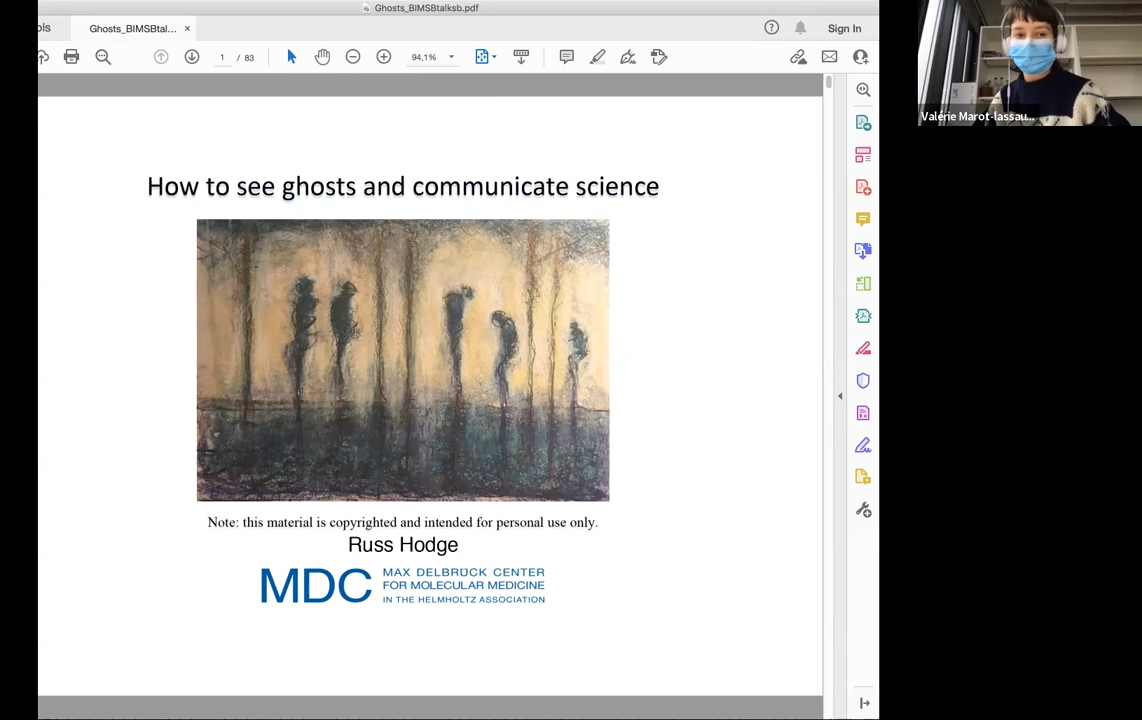 Ghosts_BIMSBtalksb.pdf
ols
Ghosts_BIMSBtal... ×
? Sign In
1 / 83
94,1%
Valérie Marot-lassau...
How to see ghosts and communicate science
Note: this material is copyrighted and intended for personal use only.
Russ Hodge
MDC
MAX DELBRÜCK CENTER
FOR MOLECULAR MEDICINE
IN THE HELMHOLTZ ASSOCIATION